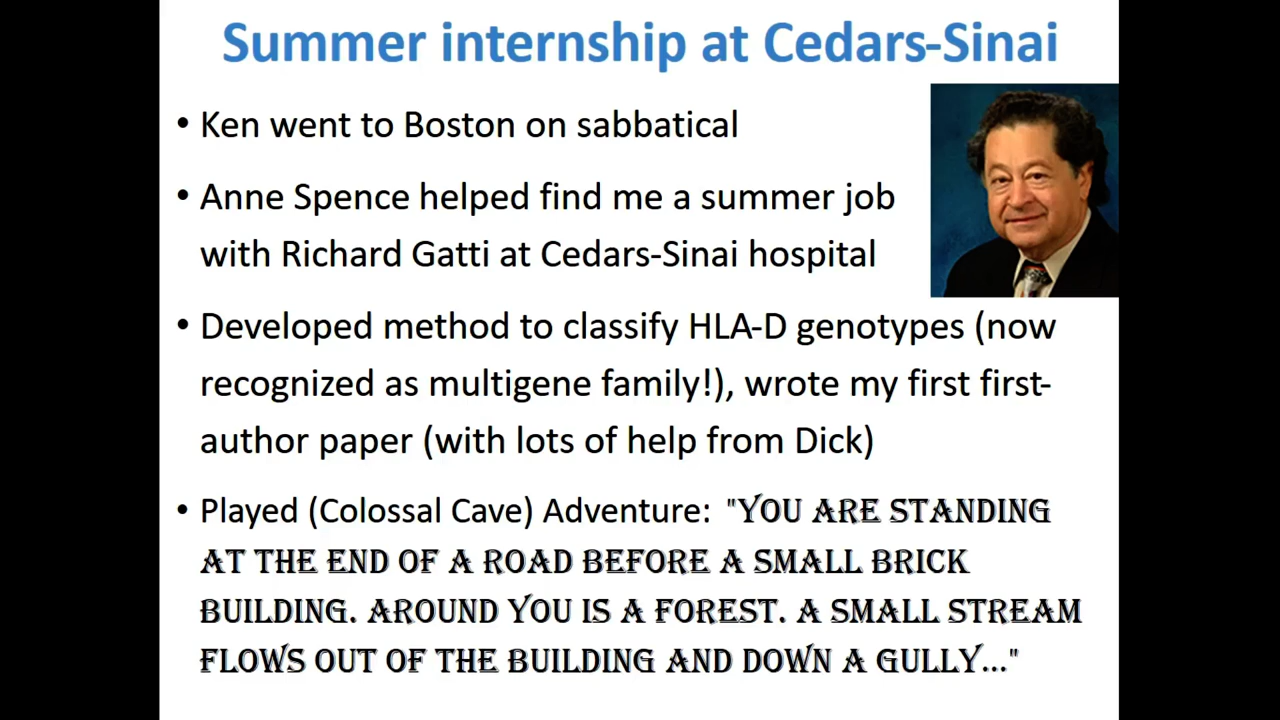 Summer internship at Cedars-Sinai
• Ken went to Boston on sabbatical
• Anne Spence helped find me a summer job
with Richard Gatti at Cedars-Sinai hospital
• Developed method to classify HLA-D genotypes (now
recognized as multigene family!), wrote my first first-
author paper (with lots of help from Dick)
• Played (Colossal Cave) Adventure: "YOU ARE STANDING
AT THE END OF A ROAD BEFORE A SMALL BRICK
BUILDING. AROUND YOU IS A FOREST. A SMALL STREAM
FLOWS OUT OF THE BUILDING AND DOWN A GULLY..."